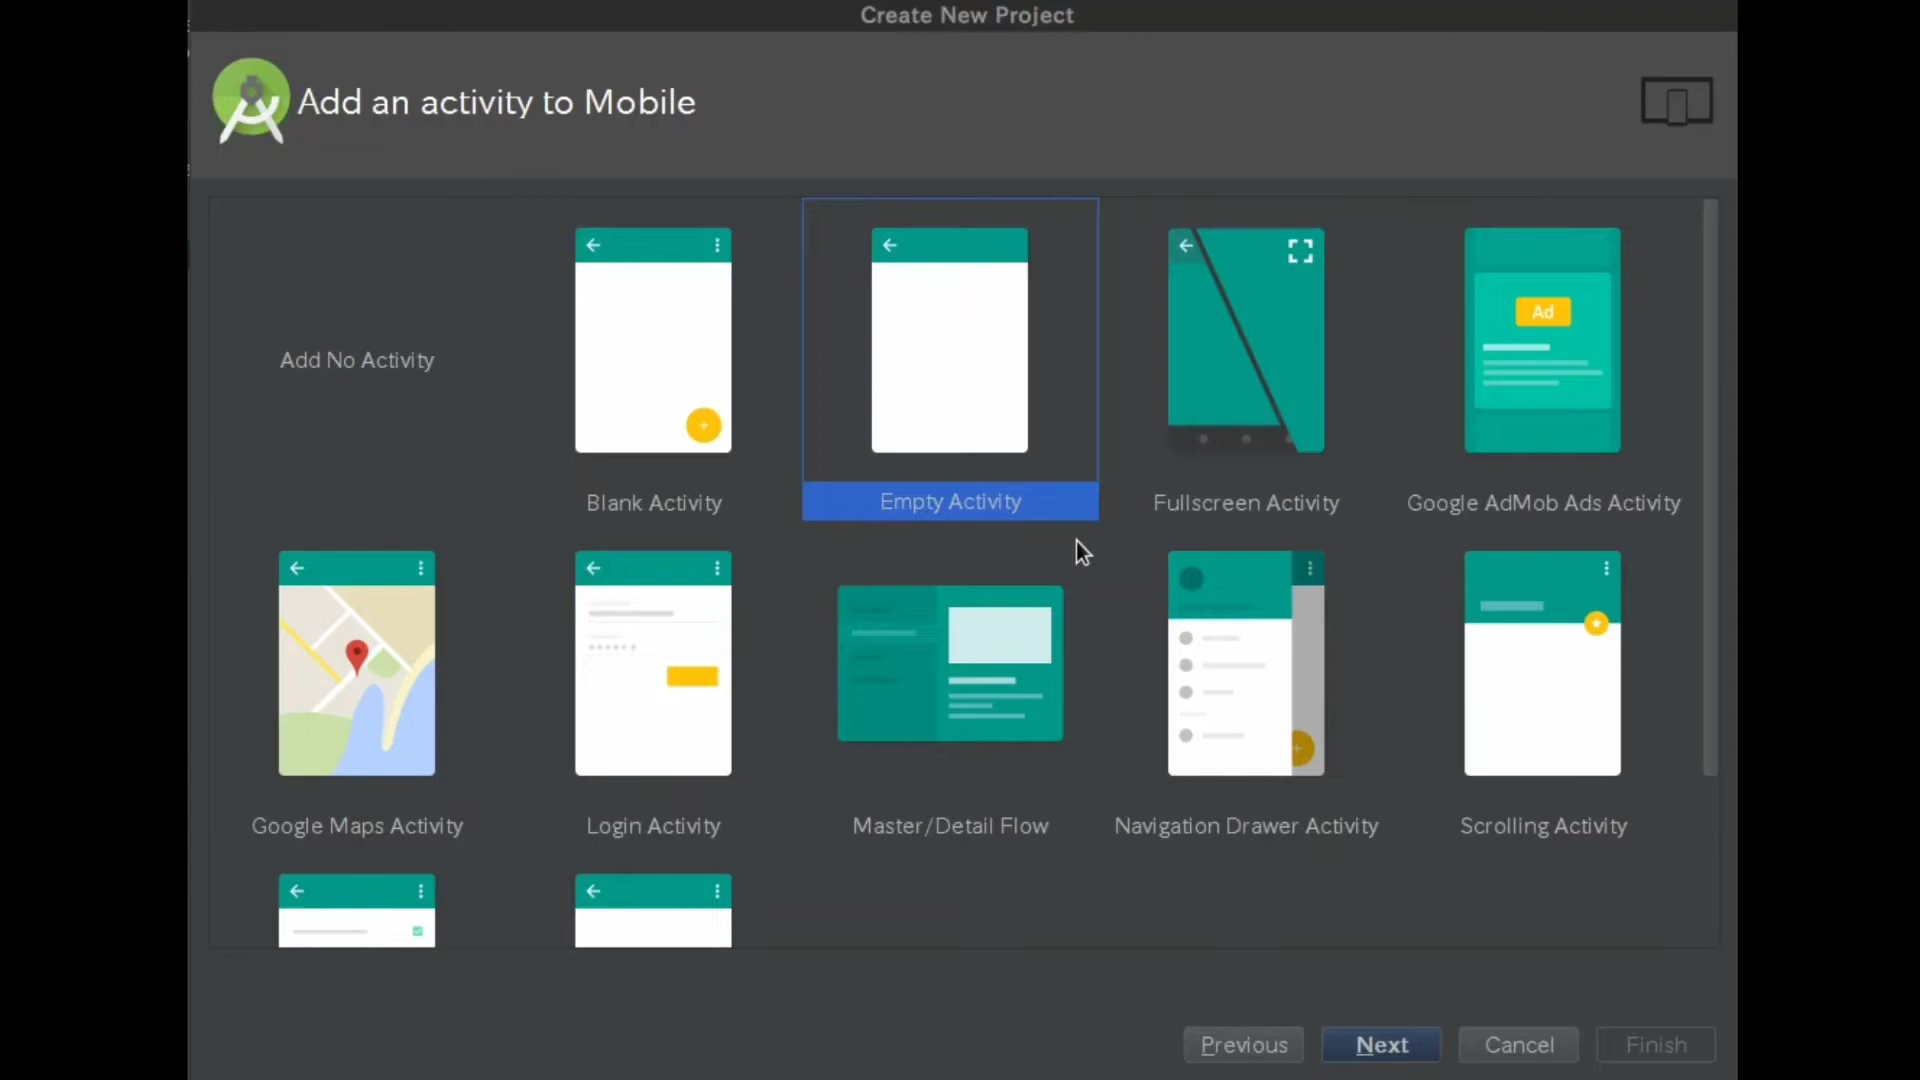 Create New Project
Add an activity to Mobile
Add No Activity
Blank Activity
Empty Activity
Fullscreen Activity
Ad
Google AdMob Ads Activity
Google Maps Activity
Login Activity
Master/Detail Flow
Navigation Drawer Activity
Scrolling Activity
Previous
Next
Cancel
Finish